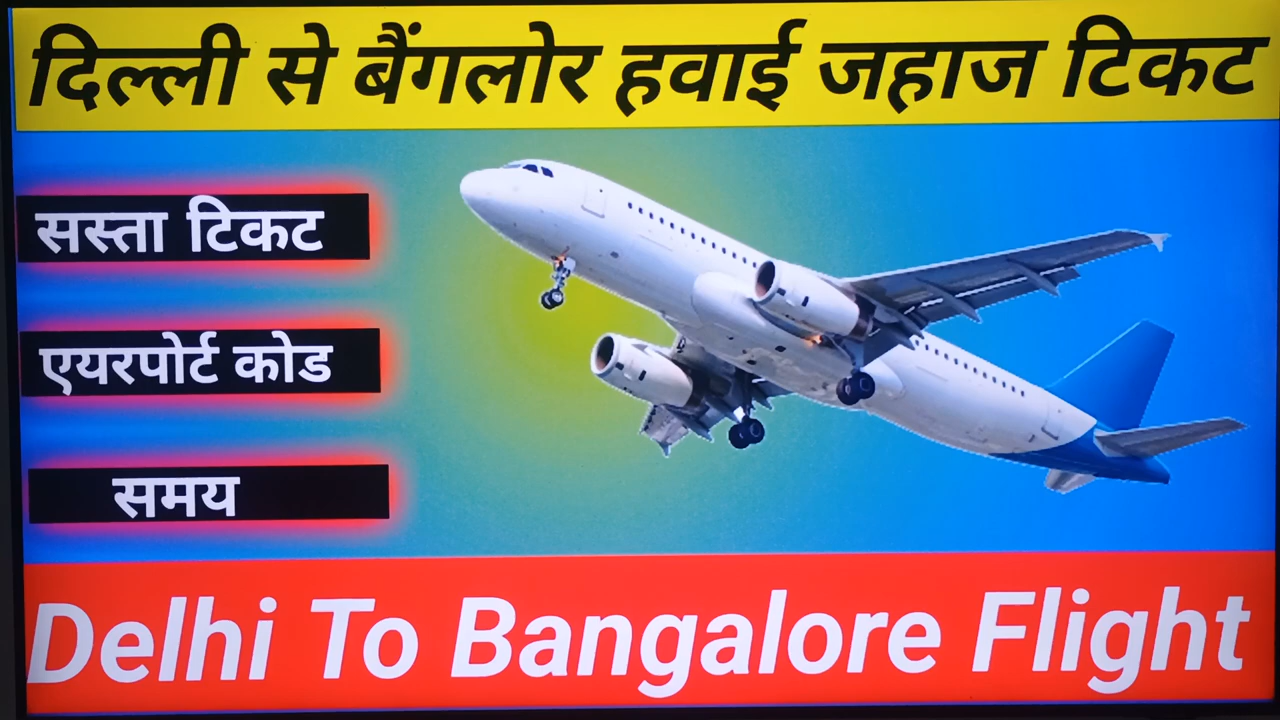 दिल्ली से बैंगलोर हवाई जहाज टिकट
सस्ता टिकट
एयरपोर्ट कोड
समय
Delhi To Bangalore Flight